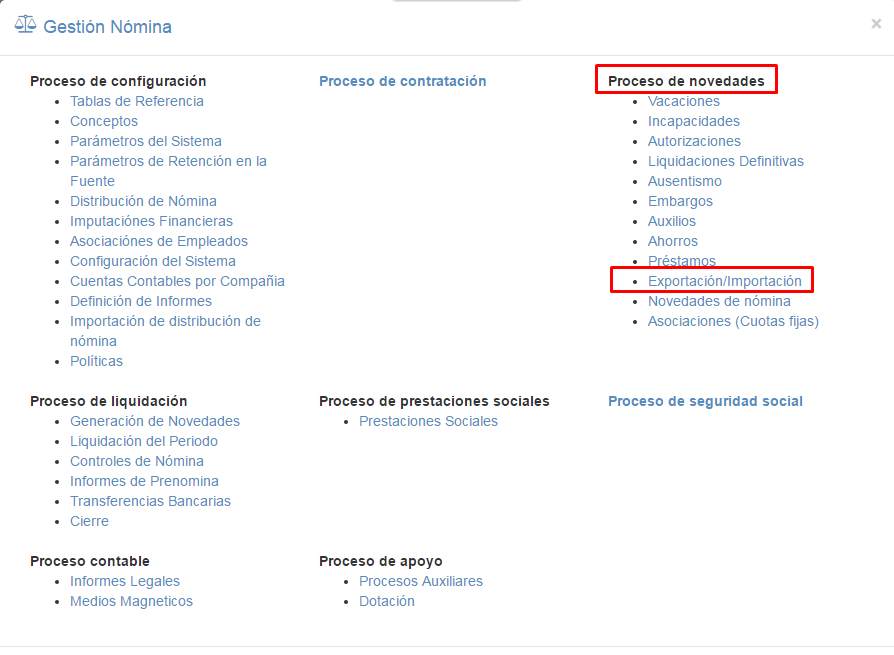 Gestión Nómina
×
Proceso de configuración
Tablas de Referencia
Conceptos
Parámetros del Sistema
Parámetros de Retención en la
Fuente
Distribución de Nómina
Imputaciónes Financieras
Asociaciónes de Empleados
Configuración del Sistema
Cuentas Contables por Compañia
Definición de Informes
Importación de distribución de
nómina
Políticas
Proceso de contratación
Proceso de novedades
Vacaciones
Incapacidades
Autorizaciones
Liquidaciones Definitivas
Ausentismo
Embargos
Auxilios
Ahorros
Préstamos
Exportación/Importación
Novedades de nómina
Asociaciones (Cuotas fijas)
Proceso de liquidación
Generación de Novedades
Liquidación del Periodo
Controles de Nómina
Informes de Prenomina
Transferencias Bancarias
Cierre
Proceso de prestaciones sociales
Prestaciones Sociales
Proceso de seguridad social
Proceso contable
Informes Legales
Medios Magneticos
Proceso de apoyo
Procesos Auxiliares
Dotación